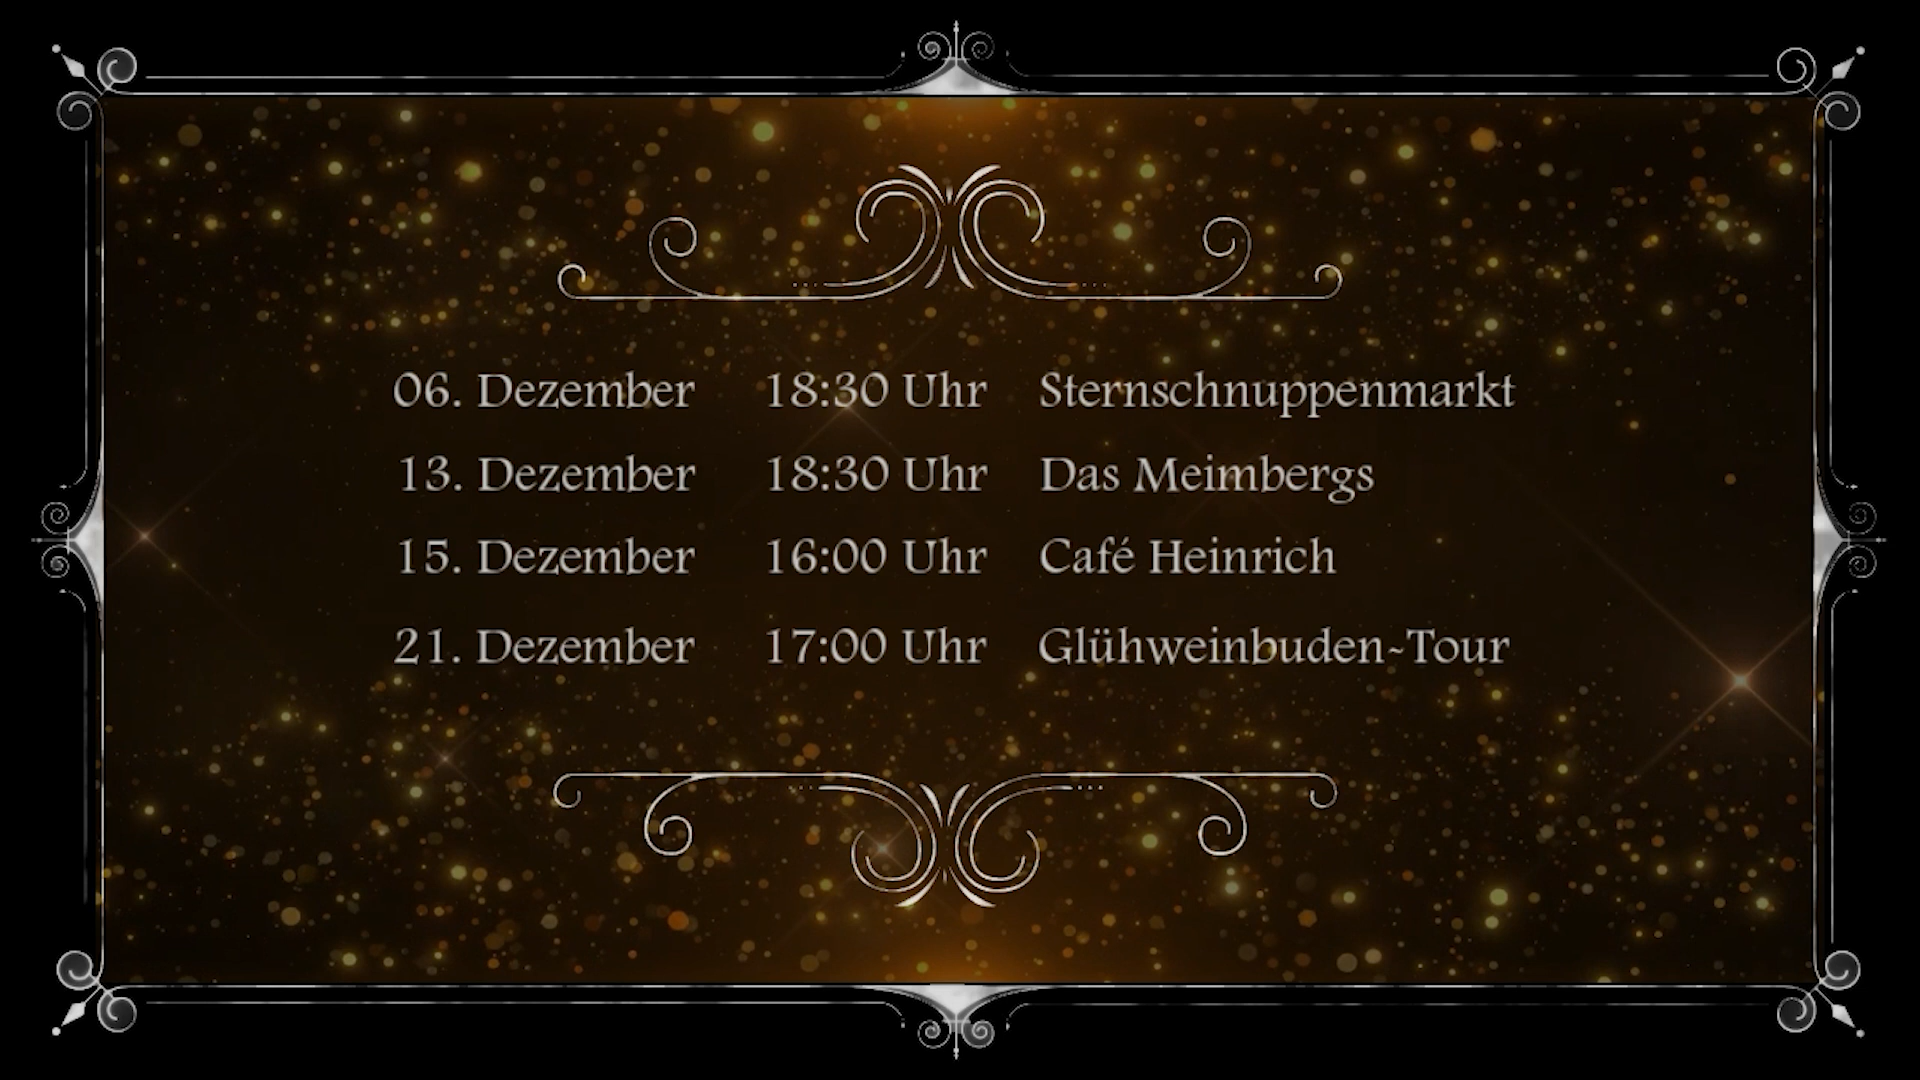 06. Dezember 18:30 Uhr Sternschnuppenmarkt
13. Dezember 18:30 Uhr Das Meimbergs
15. Dezember 16:00 Uhr Café Heinrich
21. Dezember 17:00 Uhr Glühweinbuden-Tour